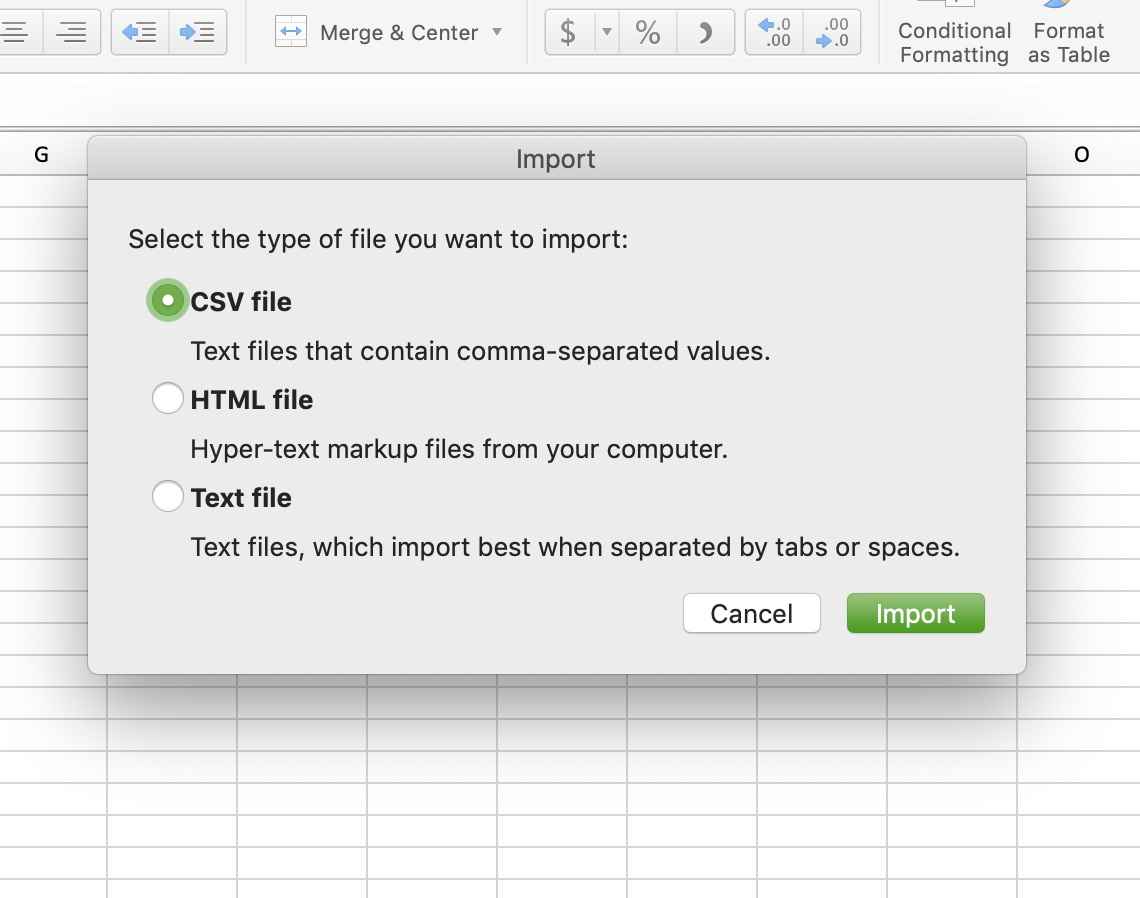 Merge & Center
$
%
.0
.00
.00
.0
Conditional
Formatting
Format
as Table
G
O
Import
Select the type of file you want to import:
CSV file
Text files that contain comma-separated values.
HTML file
Hyper-text markup files from your computer.
Text file
Text files, which import best when separated by tabs or spaces.
Cancel
Import